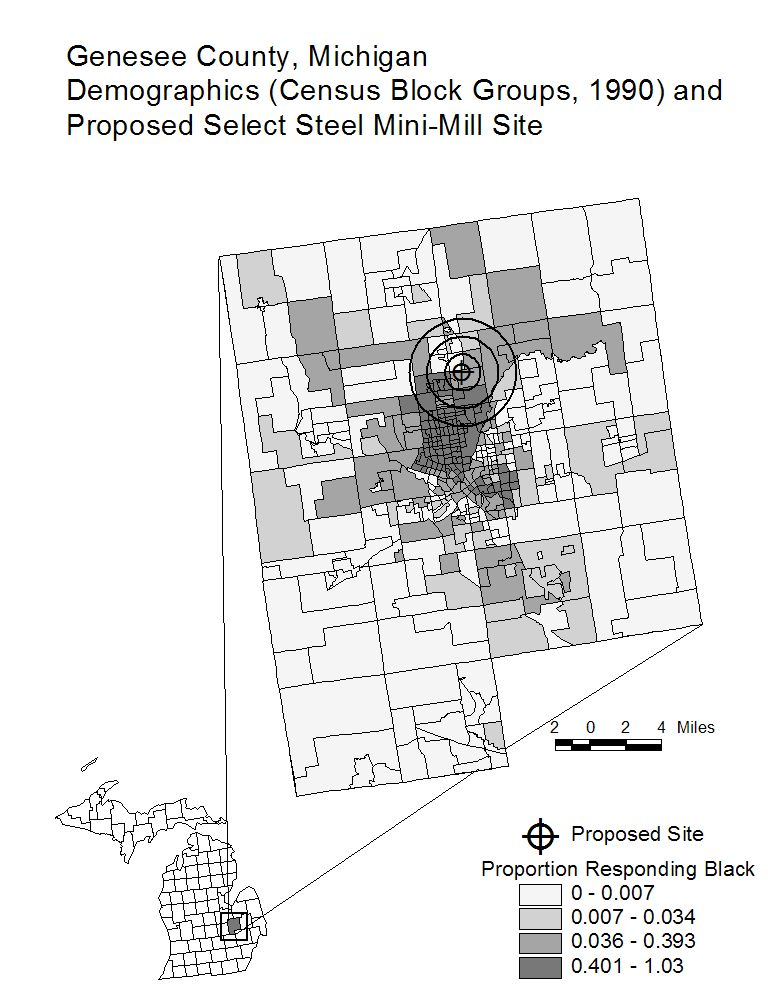 Genesee County, Michigan
Demographics (Census Block Groups, 1990) and
Proposed Select Steel Mini-Mill Site
2 0 2 4 Miles
Proposed Site
Proportion Responding Black
0 - 0.007
0.007 - 0.034
0.036 - 0.393
0.401 - 1.03